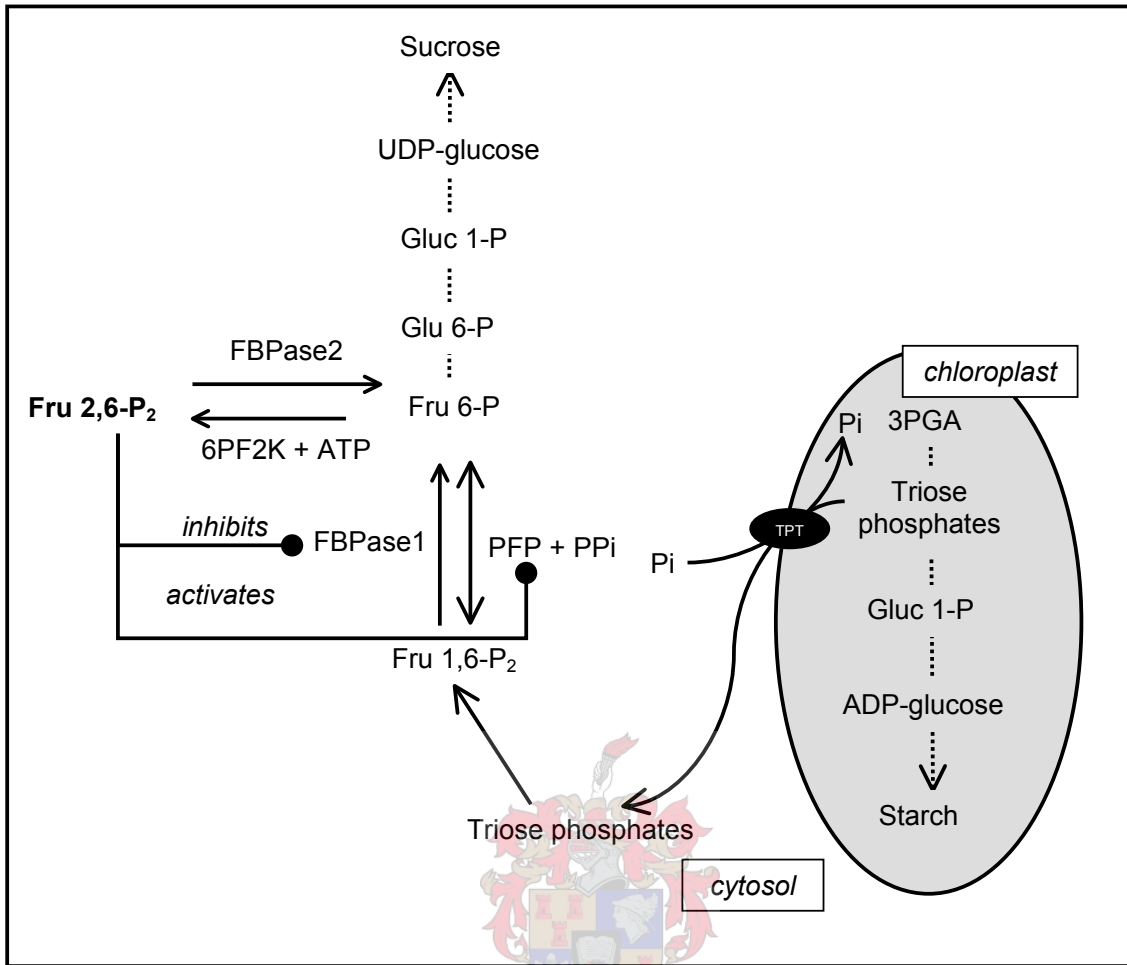 Sucrose
UDP-glucose
Gluc 1-P
Glu 6-P
FBPase2
Fru 2,6-P₂
Fru 6-P
6PF2K + ATP
inhibits
FBPase1
PFP + PPi
activates
Fru 1,6-P₂
Triose phosphates
cytosol
Pi
TPT
chloroplast
Pi 3PGA
Triose
phosphates
Gluc 1-P
ADP-glucose
Starch